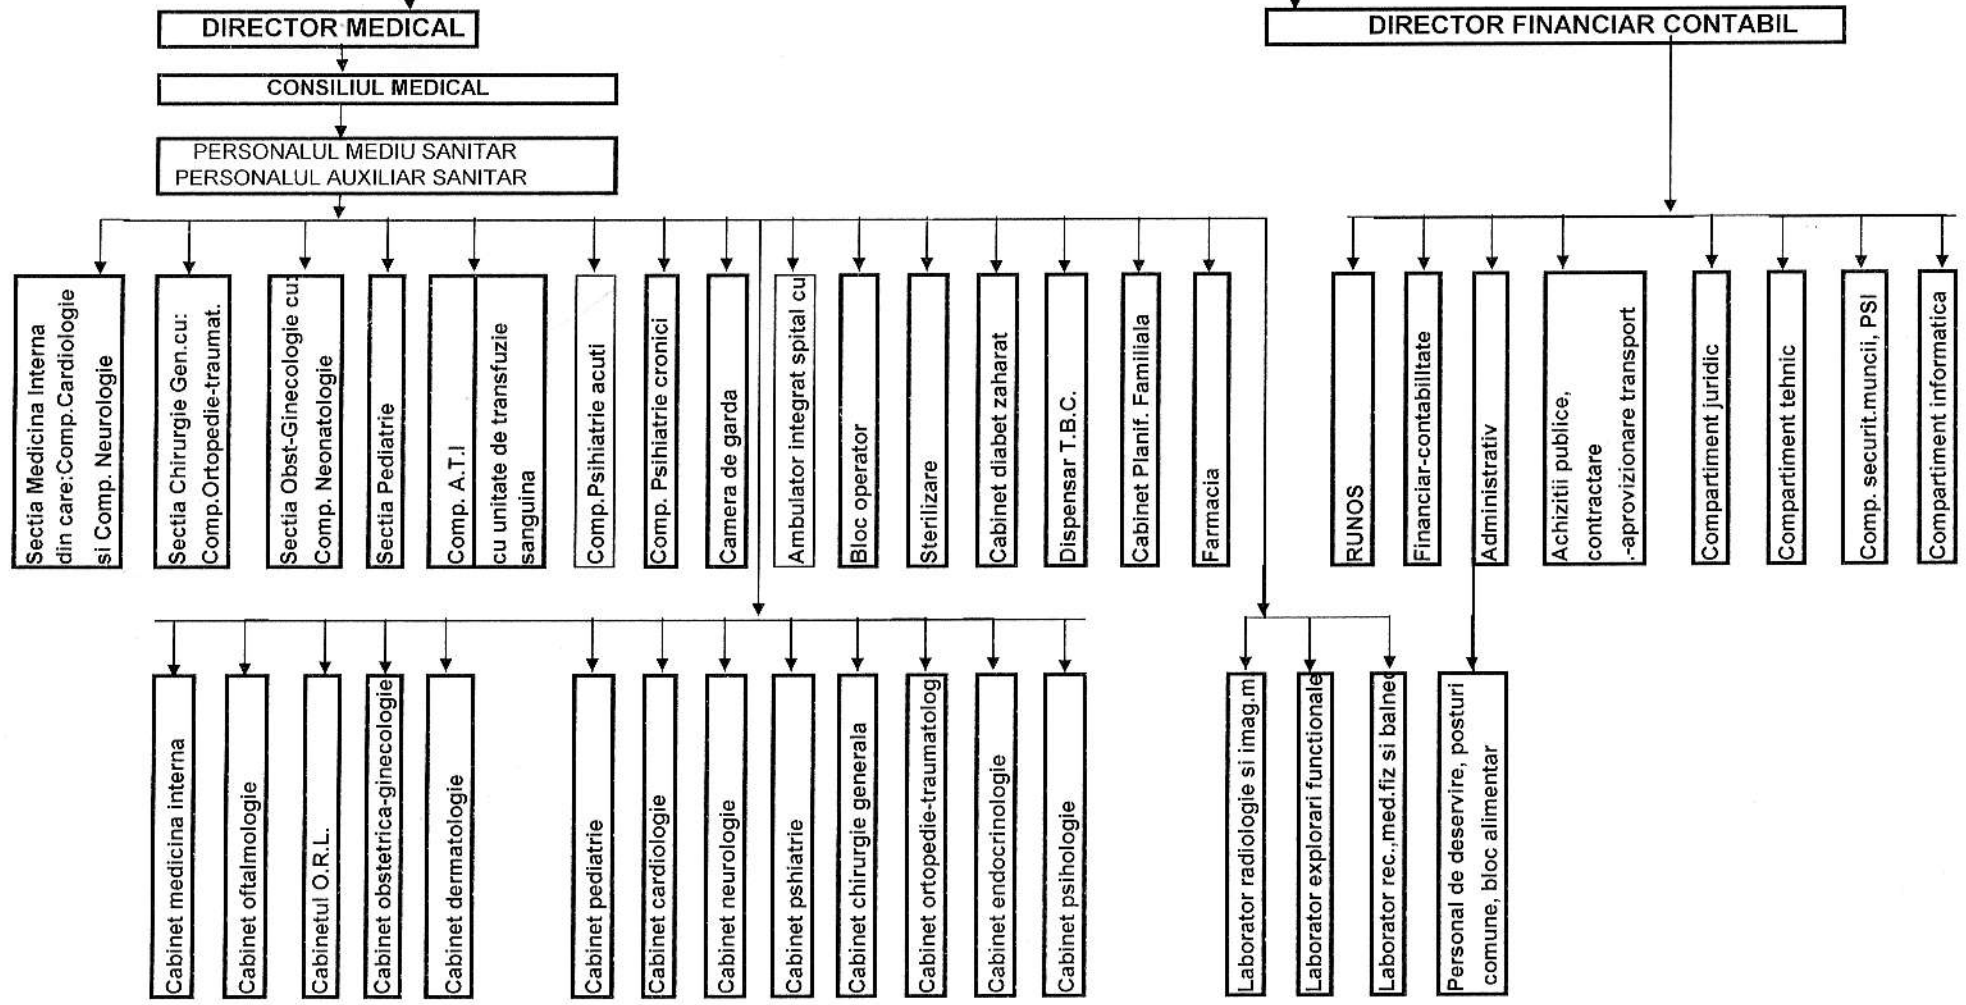 DIRECTOR MEDICAL
DIRECTOR FINANCIAR CONTABIL
CONSILIUL MEDICAL
PERSONALUL MEDIU SANITAR
PERSONALUL AUXILIAR SANITAR
Sectia Medicina Interna
din care:Comp.Cardiologie
si Comp. Neurologie
Sectia Chirurgie Gen.cu:
Comp.Ortopedie-traumat.
Sectia Obst-Ginecologie cu:
Comp. Neonatologie
Sectia Pediatrie
Comp. A.T.I
cu unitate de transfuzie
sanguina
Comp.Psihiatrie acuti
Comp. Psihiatrie cronici
Camera de garda
Ambulator integrat spital cu
Bloc operator
Sterilizare
Cabinet diabet zaharat
Dispensar T.B.C.
Cabinet Planif. Familiala
Farmacia
RUNOS
Financiar-contabilitate
Administrativ
Achizitii publice,
contractare
.-aprovizionare transport
Compartiment juridic
Compartiment tehnic
Comp. securit.muncii, PSI
Compartiment informatica
Cabinet medicina interna
Cabinet oftalmologie
Cabinetul O.R.L.
Cabinet obstetrica-ginecologie
Cabinet dermatologie
Cabinet pediatrie
Cabinet cardiologie
Cabinet neurologie
Cabinet pshiatrie
Cabinet chirurgie generala
Cabinet ortopedie-traumatolog
Cabinet endocrinologie
Cabinet psihologie
Laborator radiologie si imag.m
Laborator explorari functionale
Laborator rec.,med.fiz si balneo
Personal de deservire, posturi
comune, bloc alimentar